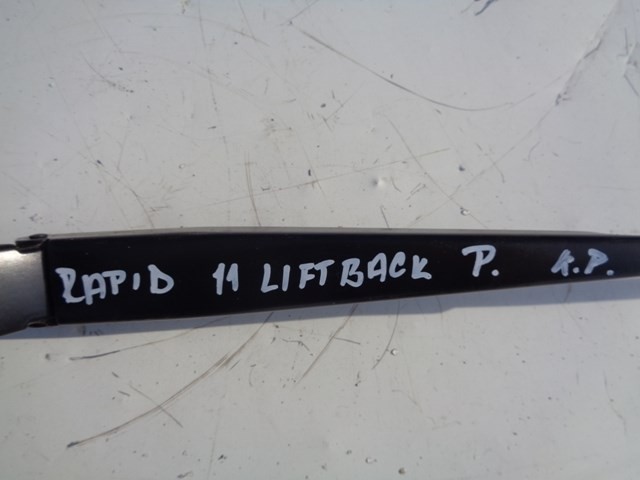 RAPID 11 LIFTBACK P. A.P.